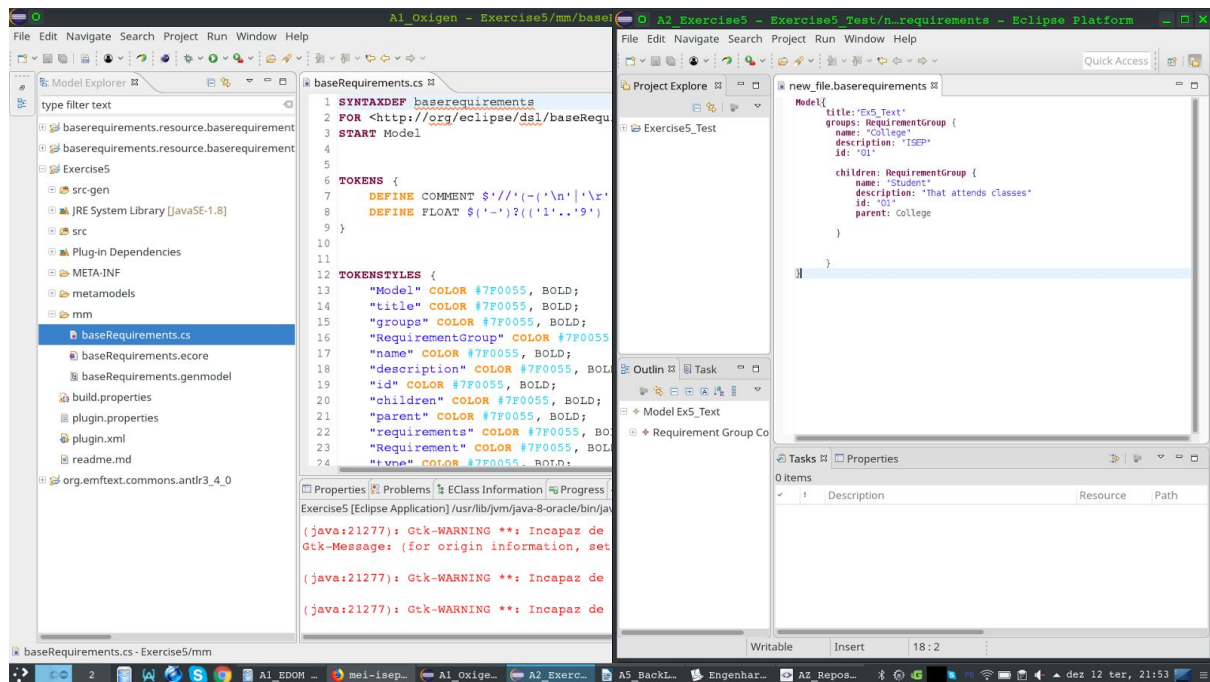 A1_Oxigen – Exercise5/mm/basel
File Edit Navigate Search Project Run Window Help
Model Explorer
type filter text
baserequirements.resource.baserequirement
baserequirements.resource.baserequirement
Exercise5
src-gen
JRE System Library [JavaSE-1.8]
src
Plug-in Dependencies
META-INF
metamodels
mm
baseRequirements.cs
baseRequirements.ecore
baseRequirements.genmodel
build.properties
plugin.properties
plugin.xml
readme.md
org.emftext.commons.antlr3_4_0
baseRequirements.cs
1 SYNTAXDEF baserequirements
2 FOR <http://org/eclipse/dsl/baseRequ
3 START Model
4
5
6 TOKENS {
7 DEFINE COMMENT $'//'(~('\n'|'\r'
8 DEFINE FLOAT $('-')?(('1'..'9')
9 }
10
11
12 TOKENSTYLES {
13 "Model" COLOR #7F0055, BOLD;
14 "title" COLOR #7F0055, BOLD;
15 "groups" COLOR #7F0055, BOLD;
16 "RequirementGroup" COLOR #7F0055
17 "name" COLOR #7F0055, BOLD;
18 "description" COLOR #7F0055, BOL
19 "id" COLOR #7F0055, BOLD;
20 "children" COLOR #7F0055, BOLD;
21 "parent" COLOR #7F0055, BOLD;
22 "requirements" COLOR #7F0055, BO
23 "Requirement" COLOR #7F0055, BOL
24 "type" COLOR #7F0055, BOLD;
Properties Problems EClass Information Progress
Exercise5 [Eclipse Application] /usr/lib/jvm/java-8-oracle/bin/jav
(java:21277): Gtk-WARNING **: Incapaz de
Gtk-Message: (for origin information, set
(java:21277): Gtk-WARNING **: Incapaz de
(java:21277): Gtk-WARNING **: Incapaz de
baseRequirements.cs - Exercise5/mm
A2_Exercise5 – Exercise5_Test/n…requirements – Eclipse Platform
File Edit Navigate Search Project Run Window Help
Quick Access
Project Explore
Exercise5_Test
new_file.baserequirements
Model{
title:"Ex5_Text"
groups: RequirementGroup {
name: "College"
description: "ISEP"
id: "01"
children: RequirementGroup {
name: "Student"
description: "That attends classes"
id: "01"
parent: College
}
}
}
Outlin Task
Model Ex5_Text
Requirement Group Co
Tasks Properties
0 items
! Description Resource Path
Writable Insert 18 : 2
2 A1_EDOM … mei-isep… A1_Oxige… A2_Exerc… A5_BackL… Engenhar… AZ_Repos… dez 12 ter, 21:53